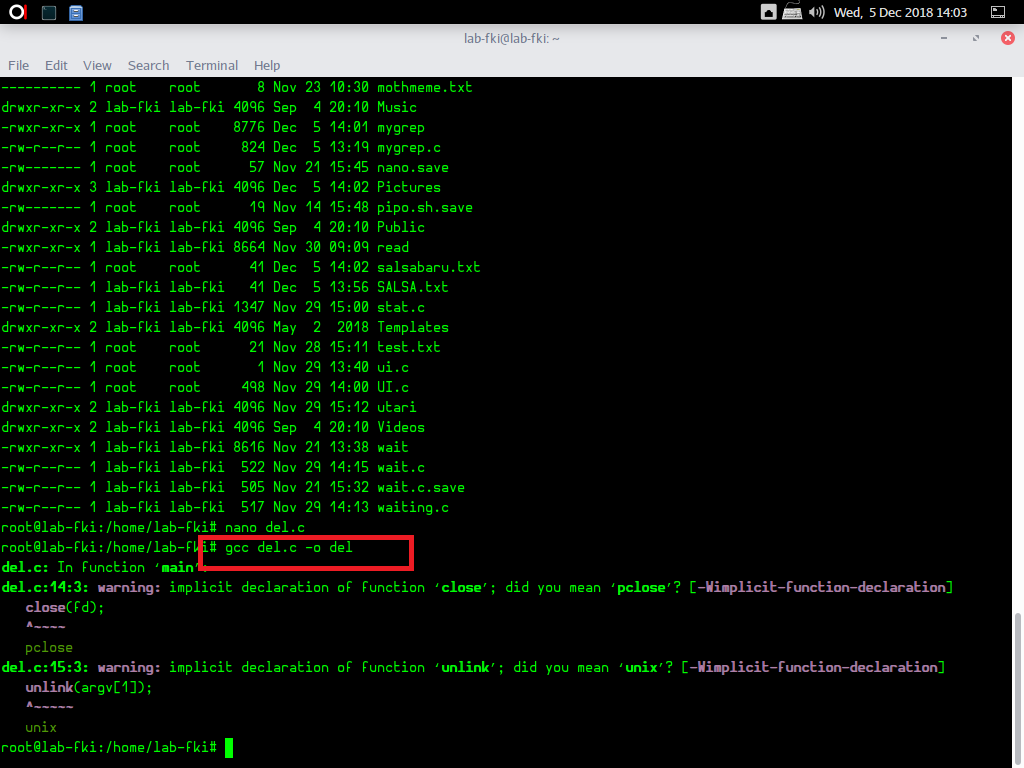 Wed, 5 Dec 2018 14:03
lab-fki@lab-fki: ~
File Edit View Search Terminal Help
---------- 1 root    root       8 Nov 23 10:30 mothmeme.txt
drwxr-xr-x 2 lab-fki lab-fki 4096 Sep  4 20:10 Music
-rwxr-xr-x 1 root    root    8776 Dec  5 14:01 mygrep
-rw-r--r-- 1 root    root     824 Dec  5 13:19 mygrep.c
-rw------- 1 root    root      57 Nov 21 15:45 nano.save
drwxr-xr-x 3 lab-fki lab-fki 4096 Dec  5 14:02 Pictures
-rw------- 1 root    root      19 Nov 14 15:48 pipo.sh.save
drwxr-xr-x 2 lab-fki lab-fki 4096 Sep  4 20:10 Public
-rwxr-xr-x 1 lab-fki lab-fki 8664 Nov 30 09:09 read
-rw-r--r-- 1 root    root      41 Dec  5 14:02 salsabaru.txt
-rw-r--r-- 1 lab-fki lab-fki   41 Dec  5 13:56 SALSA.txt
-rw-r--r-- 1 lab-fki lab-fki 1347 Nov 29 15:00 stat.c
drwxr-xr-x 2 lab-fki lab-fki 4096 May  2  2018 Templates
-rw-r--r-- 1 root    root      21 Nov 28 15:11 test.txt
-rw-r--r-- 1 root    root       1 Nov 29 13:40 ui.c
-rw-r--r-- 1 root    root     498 Nov 29 14:00 UI.c
drwxr-xr-x 2 lab-fki lab-fki 4096 Nov 29 15:12 utari
drwxr-xr-x 2 lab-fki lab-fki 4096 Sep  4 20:10 Videos
-rwxr-xr-x 1 lab-fki lab-fki 8616 Nov 21 13:38 wait
-rw-r--r-- 1 lab-fki lab-fki  522 Nov 29 14:15 wait.c
-rw-r--r-- 1 lab-fki lab-fki  505 Nov 21 15:32 wait.c.save
-rw-r--r-- 1 lab-fki lab-fki  517 Nov 29 14:13 waiting.c
root@lab-fki:/home/lab-fki# nano del.c
root@lab-fki:/home/lab-fki# gcc del.c -o del
del.c: In function ‘main’:
del.c:14:3: warning: implicit declaration of function ‘close’; did you mean ‘pclose’? [-Wimplicit-function-declaration]
   close(fd);
   ^~~~~
   pclose
del.c:15:3: warning: implicit declaration of function ‘unlink’; did you mean ‘unix’? [-Wimplicit-function-declaration]
   unlink(argv[1]);
   ^~~~~~
   unix
root@lab-fki:/home/lab-fki#